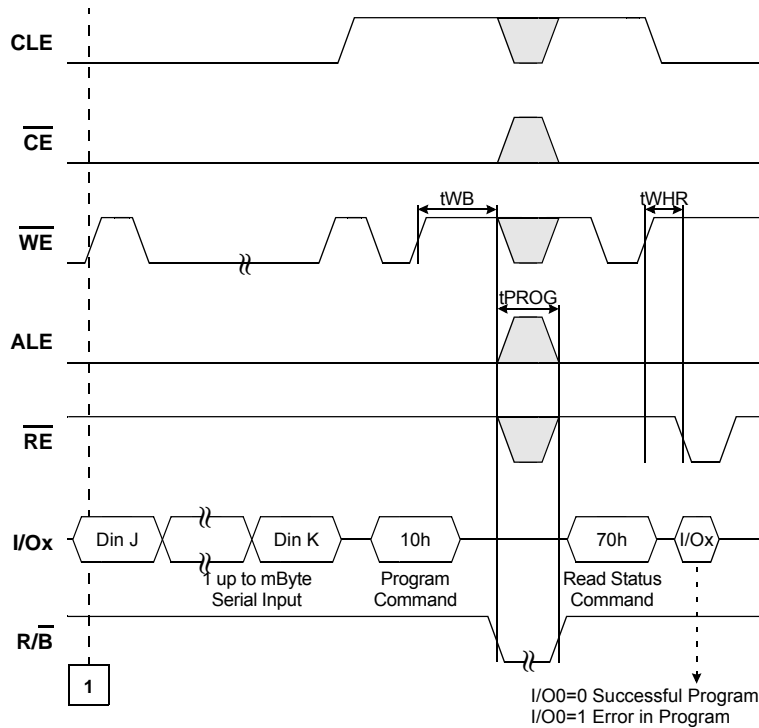 CLE
CE
tWB
tWHR
WE
tPROG
ALE
RE
I/Ox
Din J
Din K
10h
70h
I/Ox
1 up to mByte
Serial Input
Program
Command
Read Status
Command
R/B
1
I/O0=0 Successful Program
I/O0=1 Error in Program